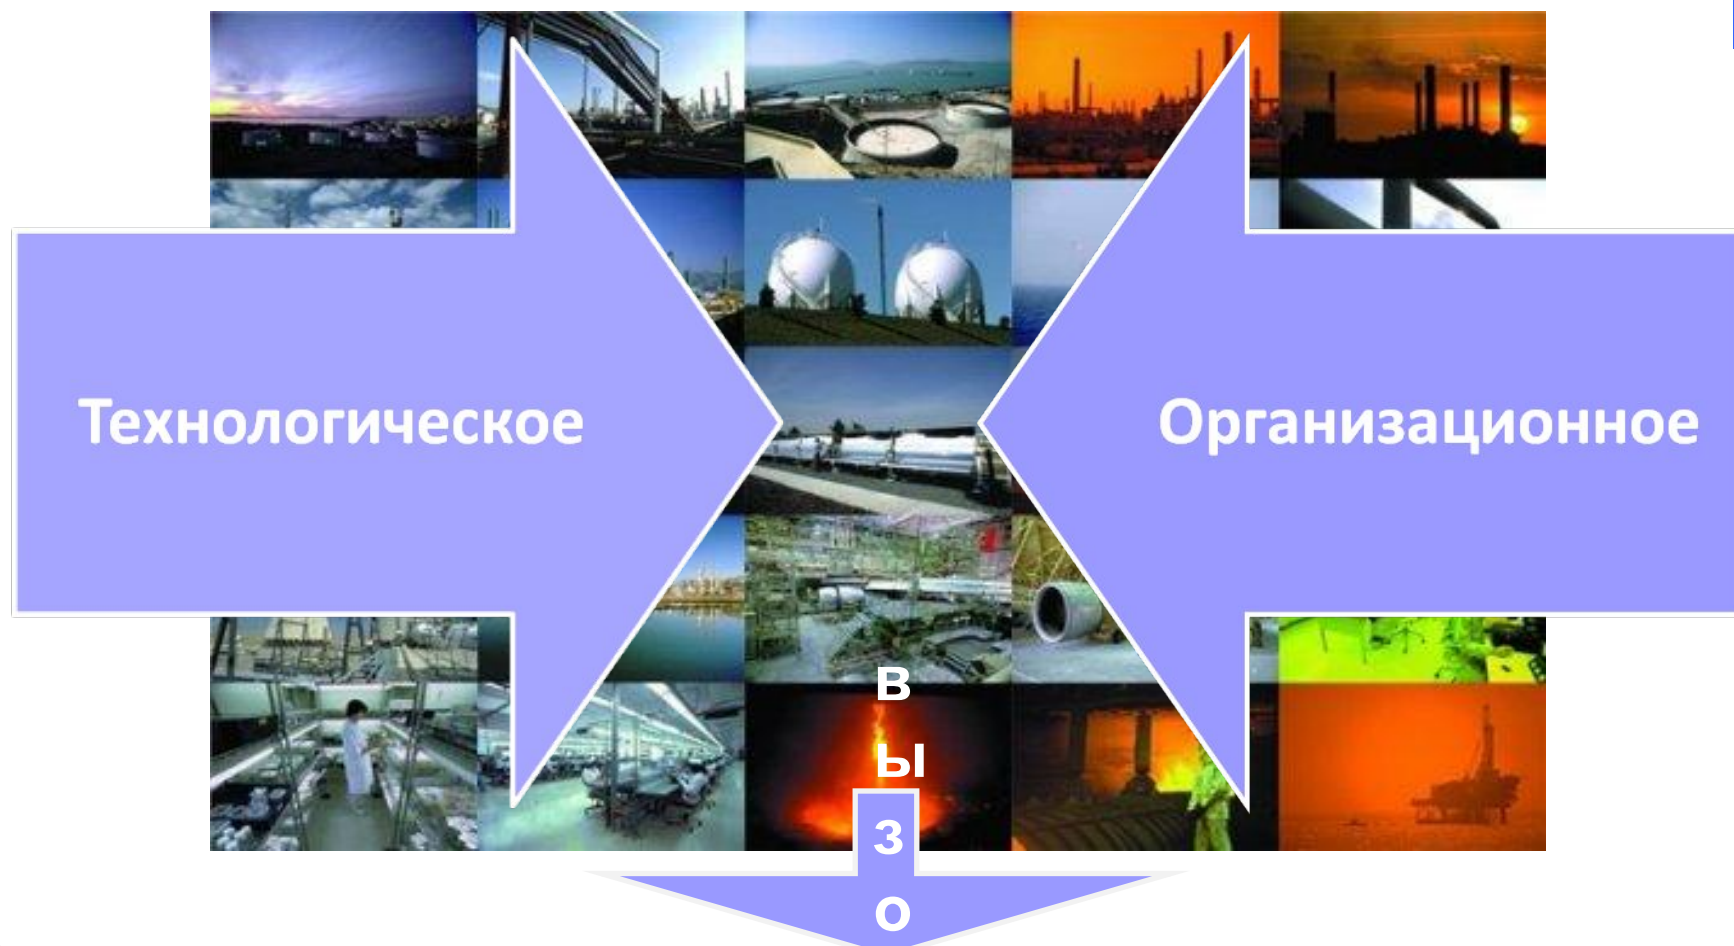 Технологическое
Организационное
в
ы
з
о